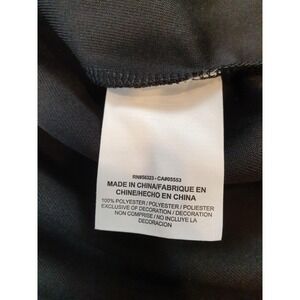 RN#56323 - CA#05553
MADE IN CHINA/FABRIQUE EN
CHINE/HECHO EN CHINA
100% POLYESTER / POLYESTER / POLIESTER
EXCLUSIVE OF DECORATION / DECORATION
NON COMPRISE / NO INCLUYE LA
DECORACION